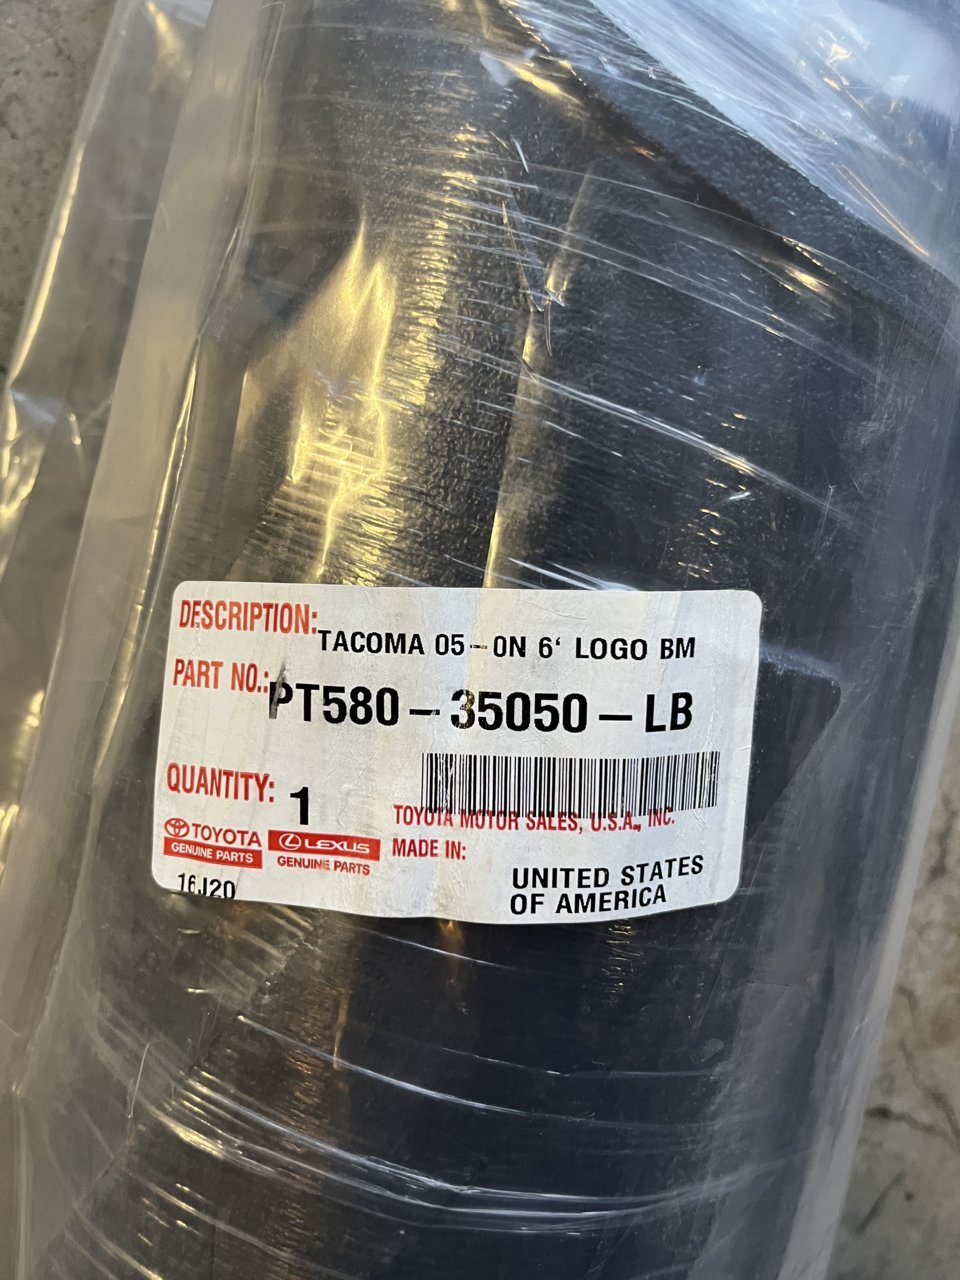 DESCRIPTION:
TACOMA 05-ON 6' LOGO BM
PART NO.:
PT580-35050-LB
QUANTITY: 1
TOYOTA MOTOR SALES, U.S.A., INC.
TOYOTA
GENUINE PARTS
LEXUS
GENUINE PARTS
MADE IN:
UNITED STATES
OF AMERICA
16J20